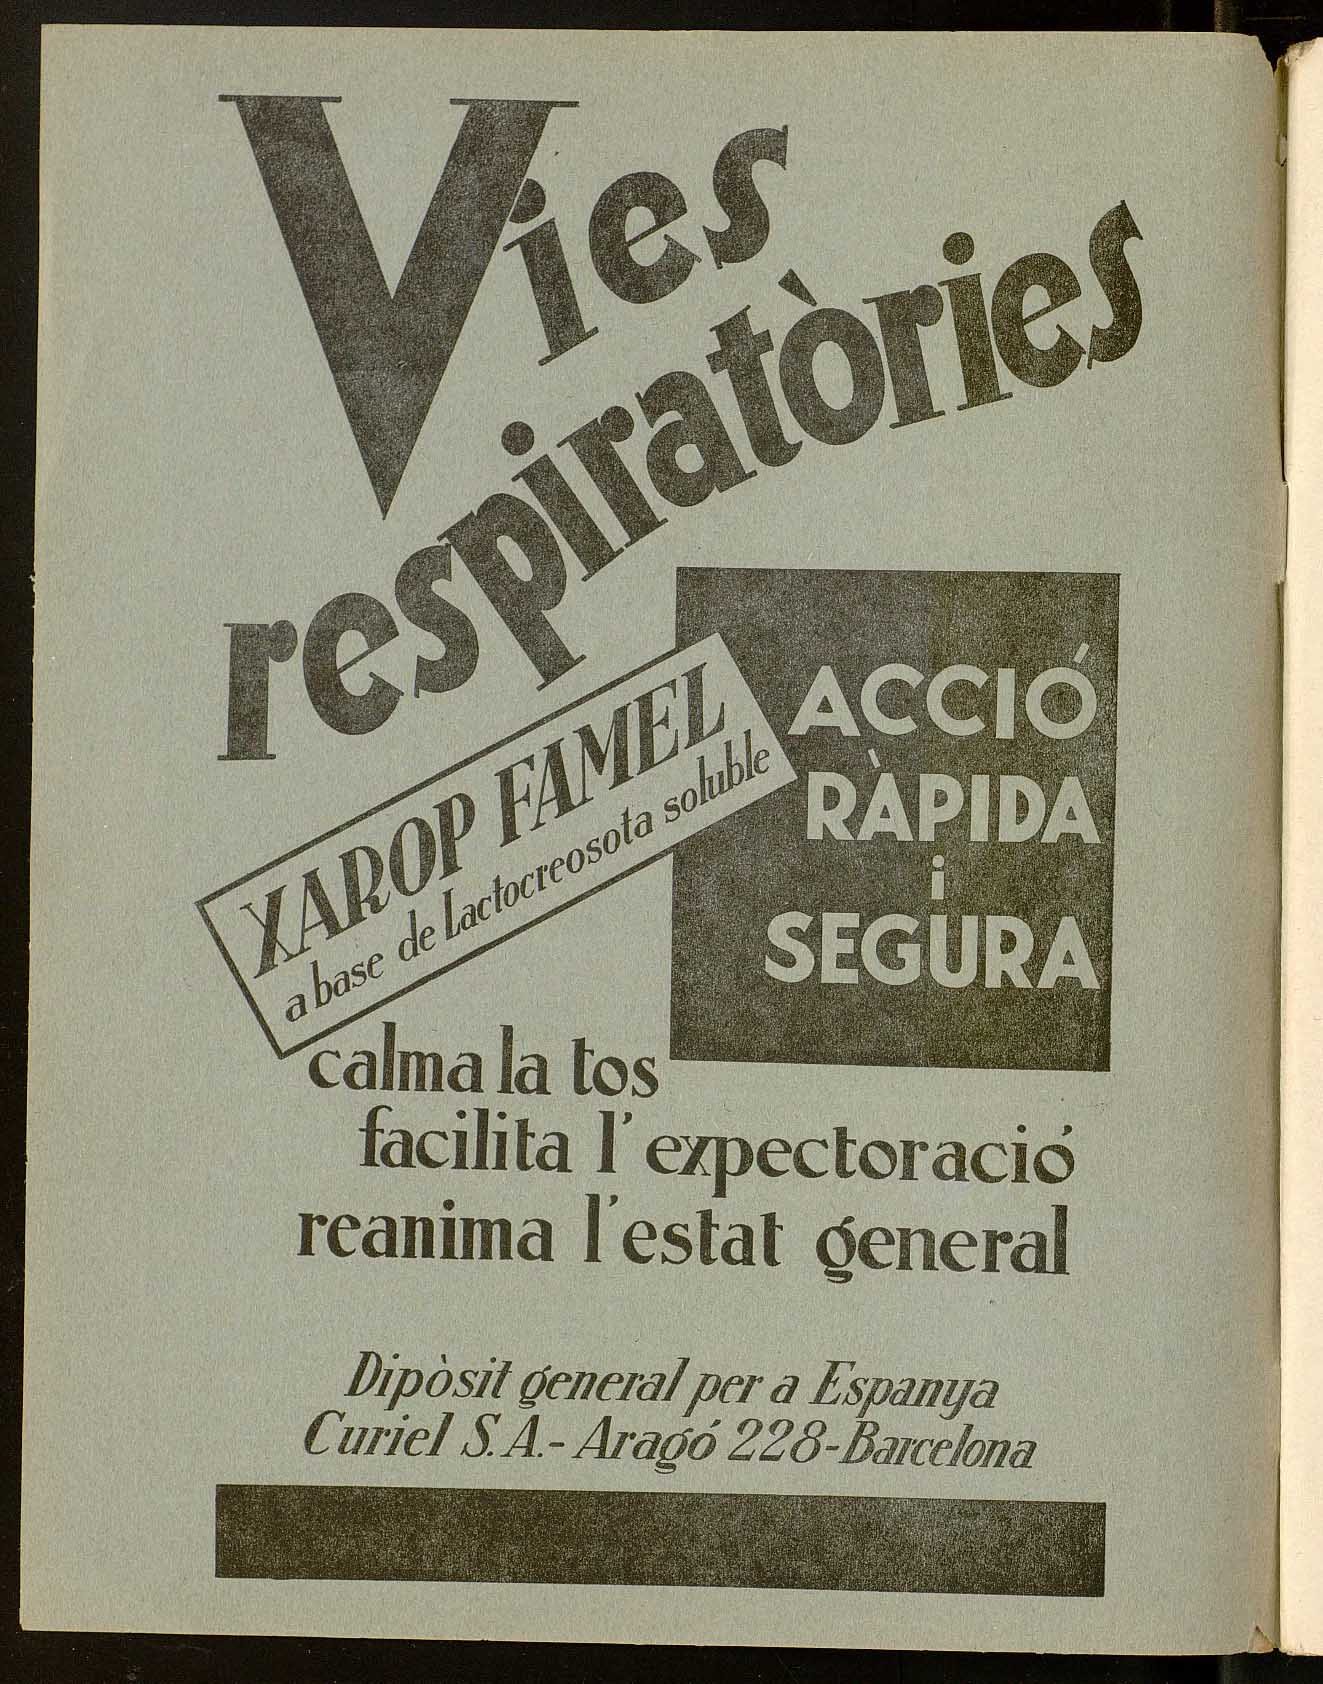 Vies
respiratòries
XAROP FAMEL
a base de Lactocreosota soluble
ACCIÓ
RÀPIDA
i
SEGURA
calma la tos
facilita l'expectoració
reanima l'estat general
Dipòsit general per a Espanya
Curiel S.A.-Aragó 228-Barcelona